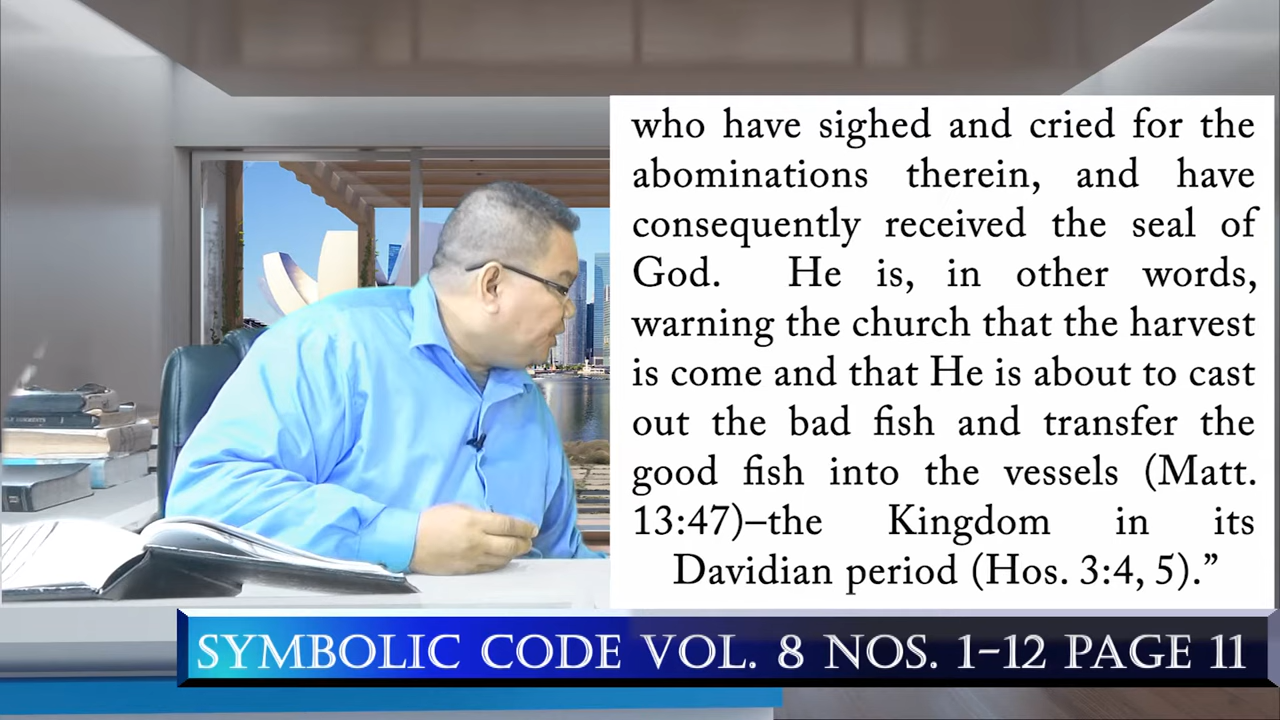 who have sighed and cried for the
abominations therein, and have
consequently received the seal of
God. He is, in other words,
warning the church that the harvest
is come and that He is about to cast
out the bad fish and transfer the
good fish into the vessels (Matt.
13:47)–the Kingdom in its
Davidian period (Hos. 3:4, 5).”
SYMBOLIC CODE VOL. 8 NOS. 1-12 PAGE 11